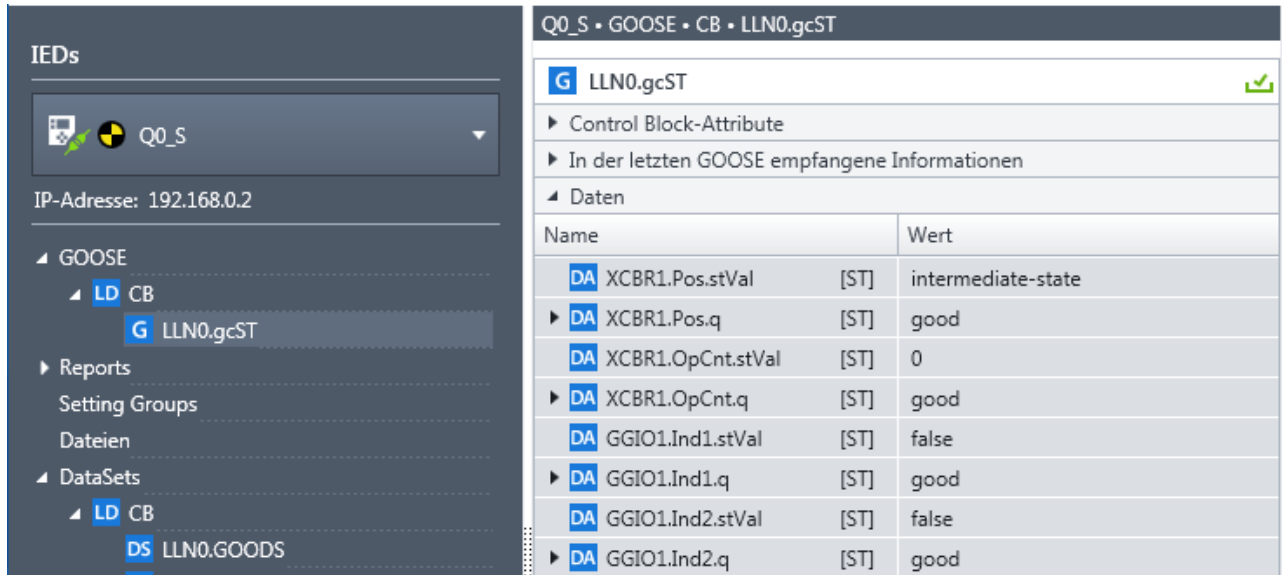 IEDs
Q0_S
IP-Adresse: 192.168.0.2
GOOSE
LD CB
G LLN0.gcST
Reports
Setting Groups
Dateien
DataSets
LD CB
DS LLN0.GOODS
Q0_S • GOOSE • CB • LLN0.gcST
G LLN0.gcST
Control Block-Attribute
In der letzten GOOSE empfangene Informationen
Daten
Name Wert
DA XCBR1.Pos.stVal [ST] intermediate-state
DA XCBR1.Pos.q [ST] good
DA XCBR1.OpCnt.stVal [ST] 0
DA XCBR1.OpCnt.q [ST] good
DA GGIO1.Ind1.stVal [ST] false
DA GGIO1.Ind1.q [ST] good
DA GGIO1.Ind2.stVal [ST] false
DA GGIO1.Ind2.q [ST] good